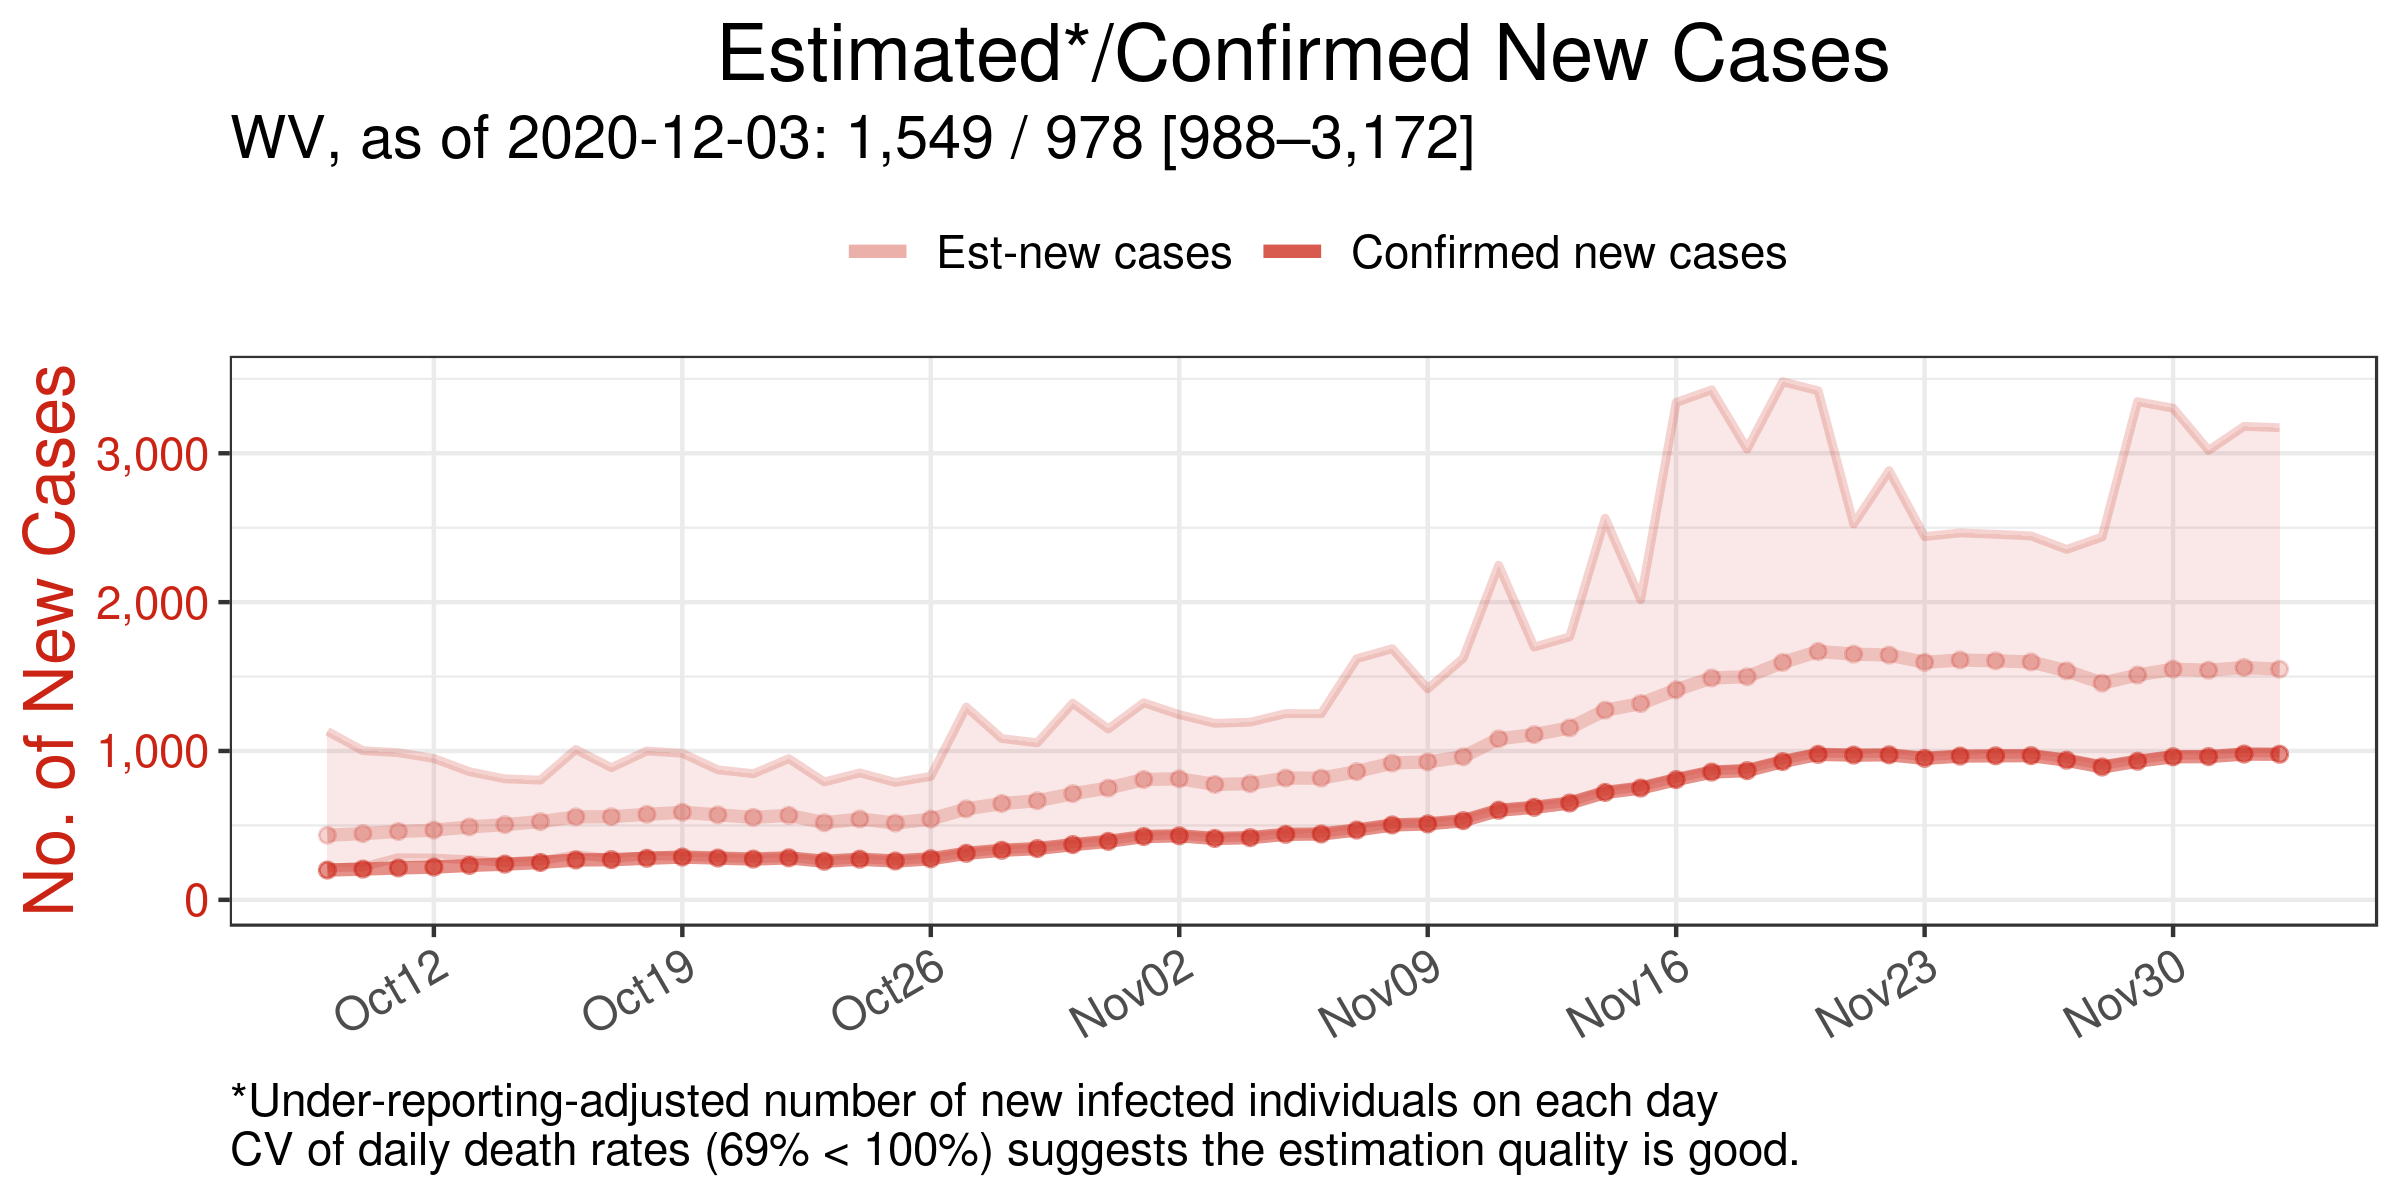 Estimated*/Confirmed New Cases
WV, as of 2020-12-03: 1,549 / 978 [988–3,172]
Est-new cases
Confirmed new cases
No. of New Cases
3,000
2,000
1,000
0
Oct12
Oct19
Oct26
Nov02
Nov09
Nov16
Nov23
Nov30
*Under-reporting-adjusted number of new infected individuals on each day
CV of daily death rates (69% < 100%) suggests the estimation quality is good.